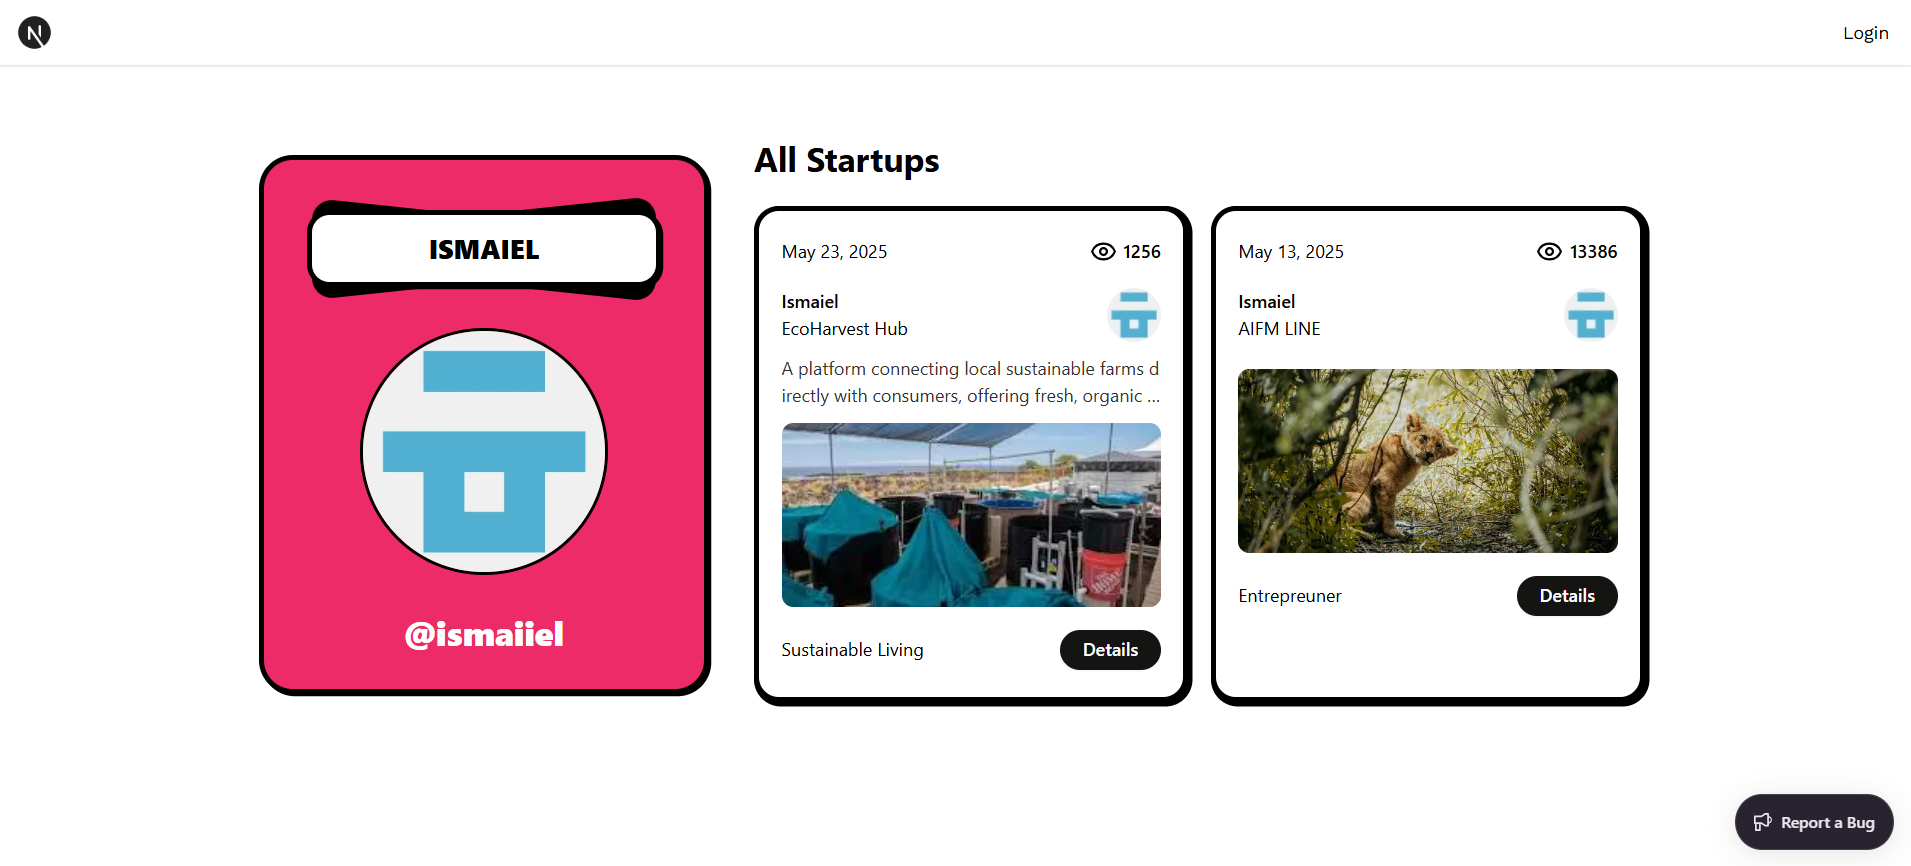 N
Login
ISMAIEL
@ismaiiel
All Startups
May 23, 2025
1256
Ismaiel
EcoHarvest Hub
A platform connecting local sustainable farms d
irectly with consumers, offering fresh, organic ...
Sustainable Living
Details
May 13, 2025
13386
Ismaiel
AIFM LINE
Entrepreuner
Details
Report a Bug